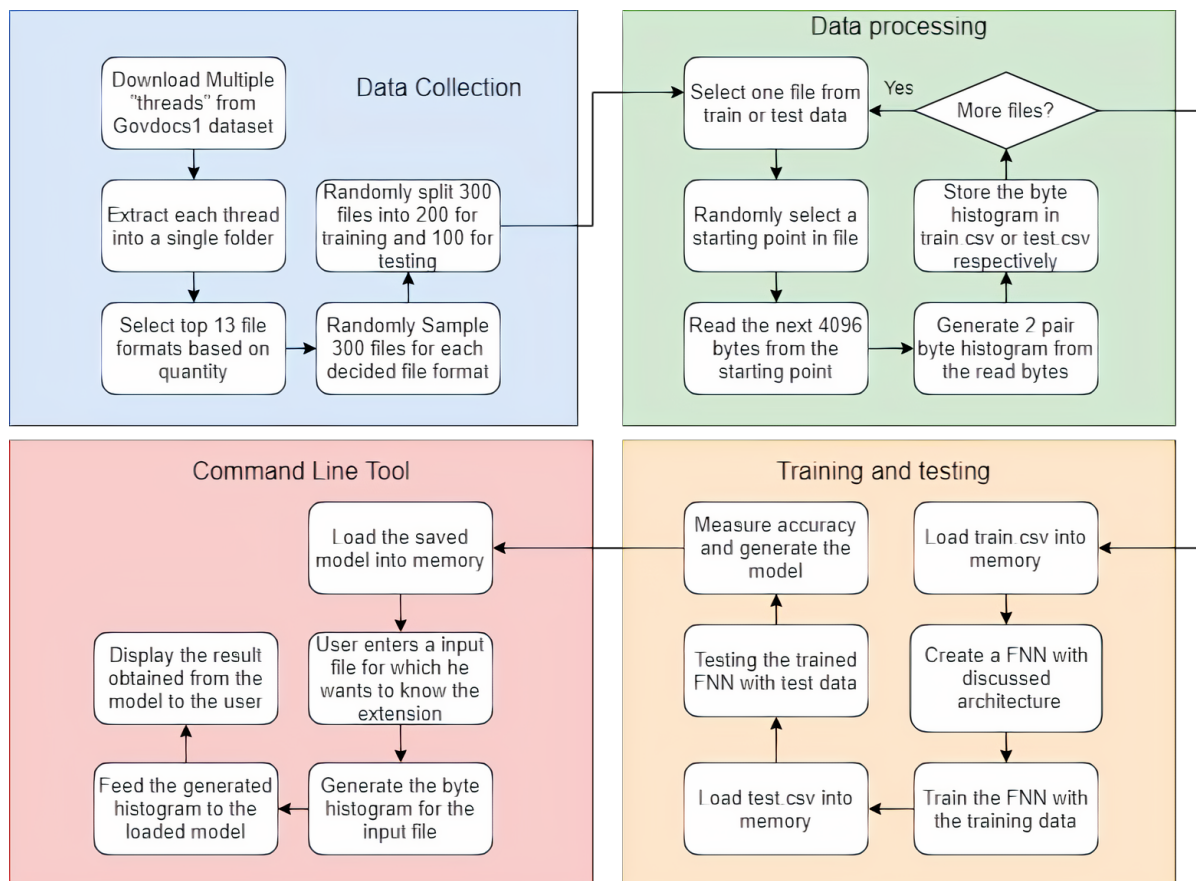 Data Collection
Download Multiple
"threads" from
Govdocs1 dataset
Extract each thread
into a single folder
Select top 13 file
formats based on
quantity
Randomly Sample
300 files for each
decided file format
Randomly split 300
files into 200 for
training and 100 for
testing
Data processing
Select one file from
train or test data
Randomly select a
starting point in file
Read the next 4096
bytes from the
starting point
Generate 2 pair
byte histogram from
the read bytes
Store the byte
histogram in
train.csv or test.csv
respectively
More files?
Yes
Training and testing
Load train.csv into
memory
Create a FNN with
discussed
architecture
Train the FNN with
the training data
Load test.csv into
memory
Testing the trained
FNN with test data
Measure accuracy
and generate the
model
Command Line Tool
Load the saved
model into memory
User enters a input
file for which he
wants to know the
extension
Generate the byte
histogram for the
input file
Feed the generated
histogram to the
loaded model
Display the result
obtained from the
model to the user